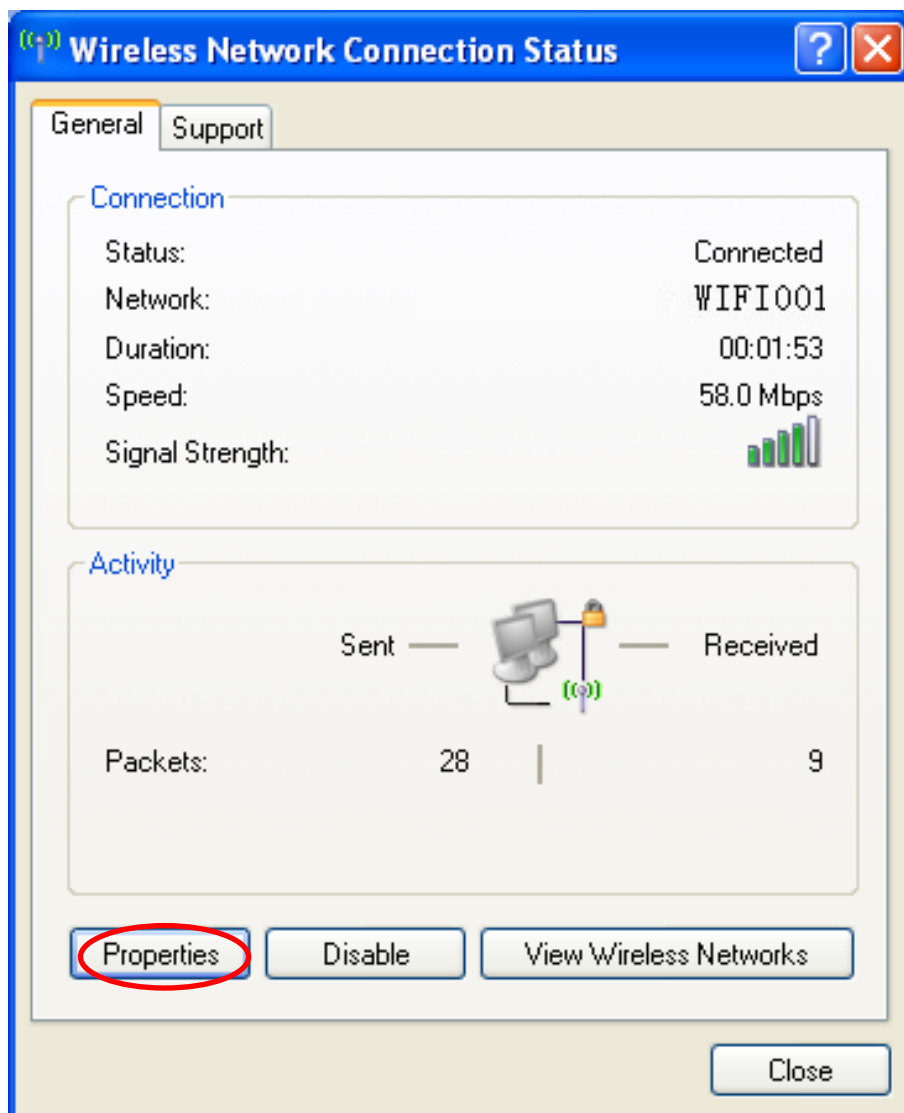 Wireless Network Connection Status
General Support
Connection
Status: Connected
Network: WIFI001
Duration: 00:01:53
Speed: 58.0 Mbps
Signal Strength:
Activity
Sent Received
Packets: 28 9
Properties Disable View Wireless Networks
Close